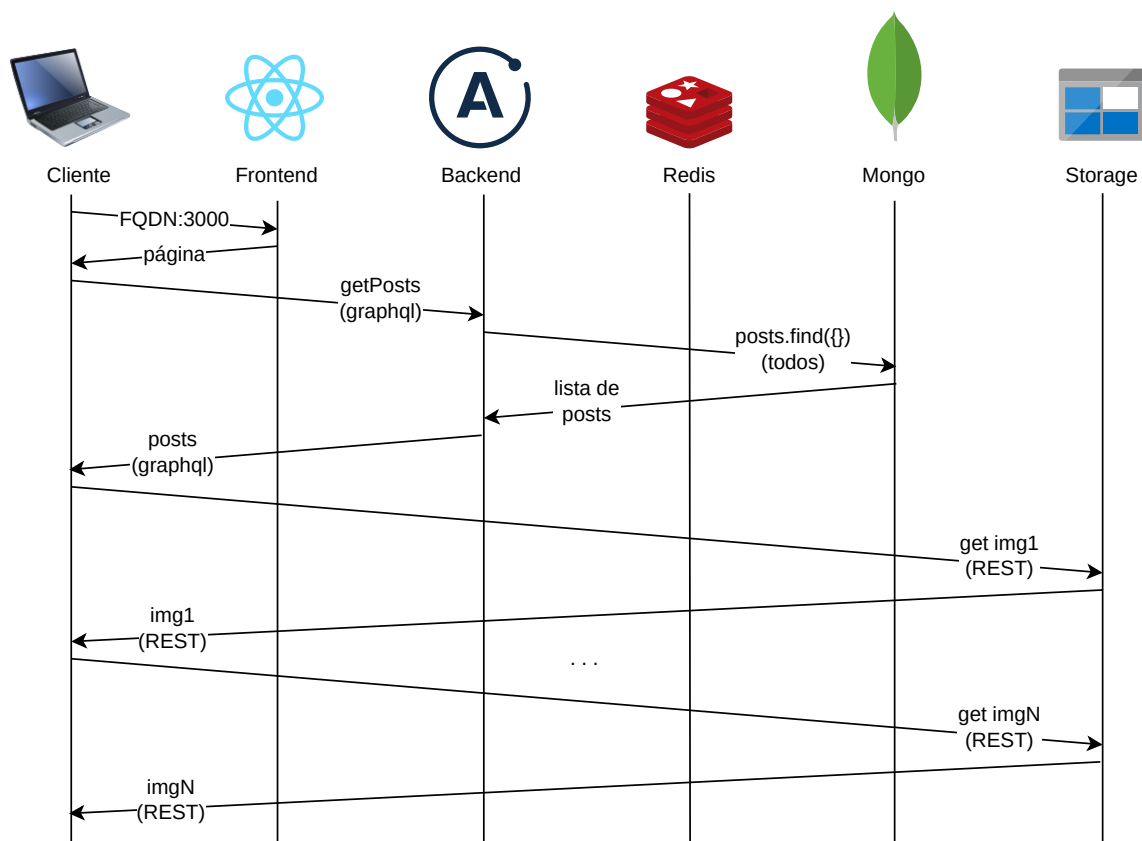 Cliente
Frontend
Backend
Redis
Mongo
Storage
FQDN:3000
página
getPosts
(graphql)
posts.find({})
(todos)
lista de
posts
posts
(graphql)
get img1
(REST)
img1
(REST)
. . .
get imgN
(REST)
imgN
(REST)